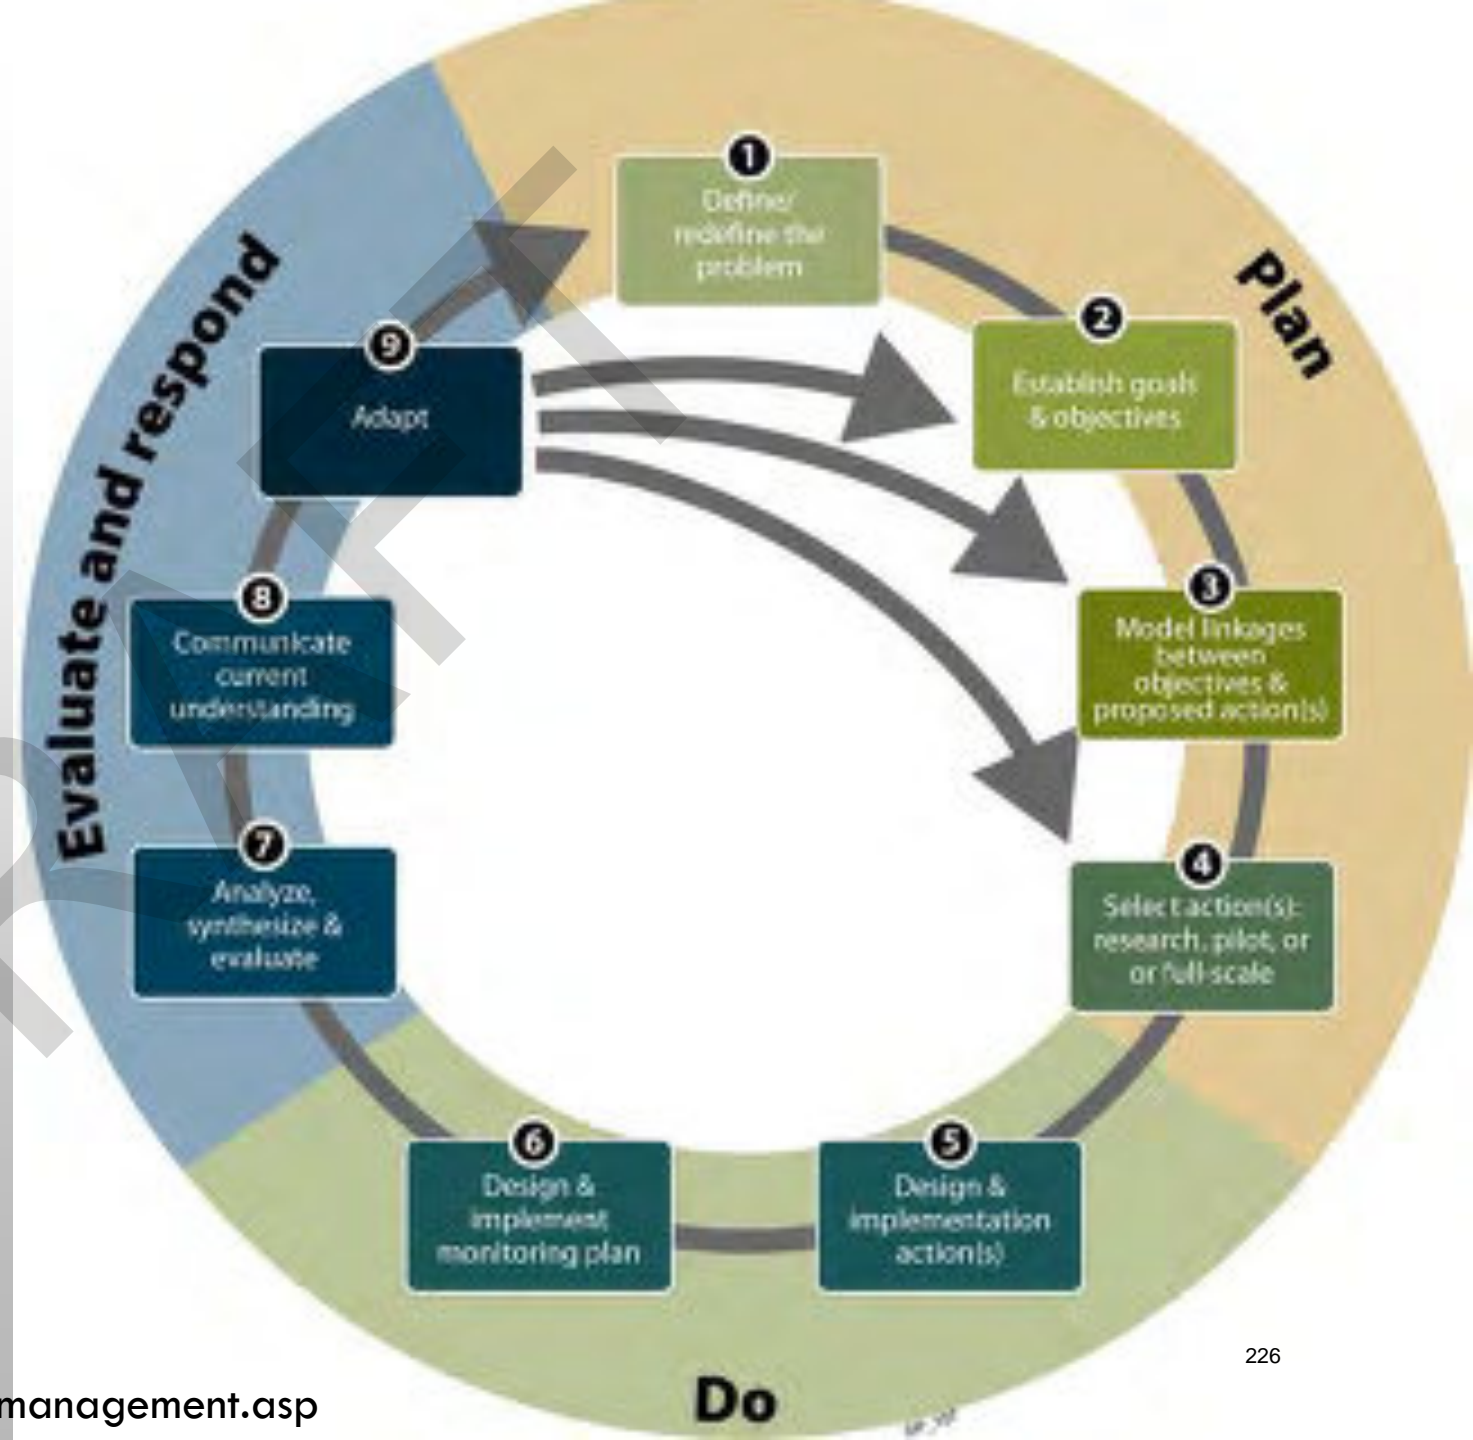 Plan
1
Define/
redefine the
problem
2
Establish goals
& objectives
3
Model linkages
between
objectives &
proposed action(s)
4
Select action(s):
research, pilot, or
or full-scale
Do
5
Design &
implementation
action(s)
6
Design &
implement
monitoring plan
Evaluate and respond
7
Analyze,
synthesize &
evaluate
8
Communicate
current
understanding
9
Adapt
226
management.asp